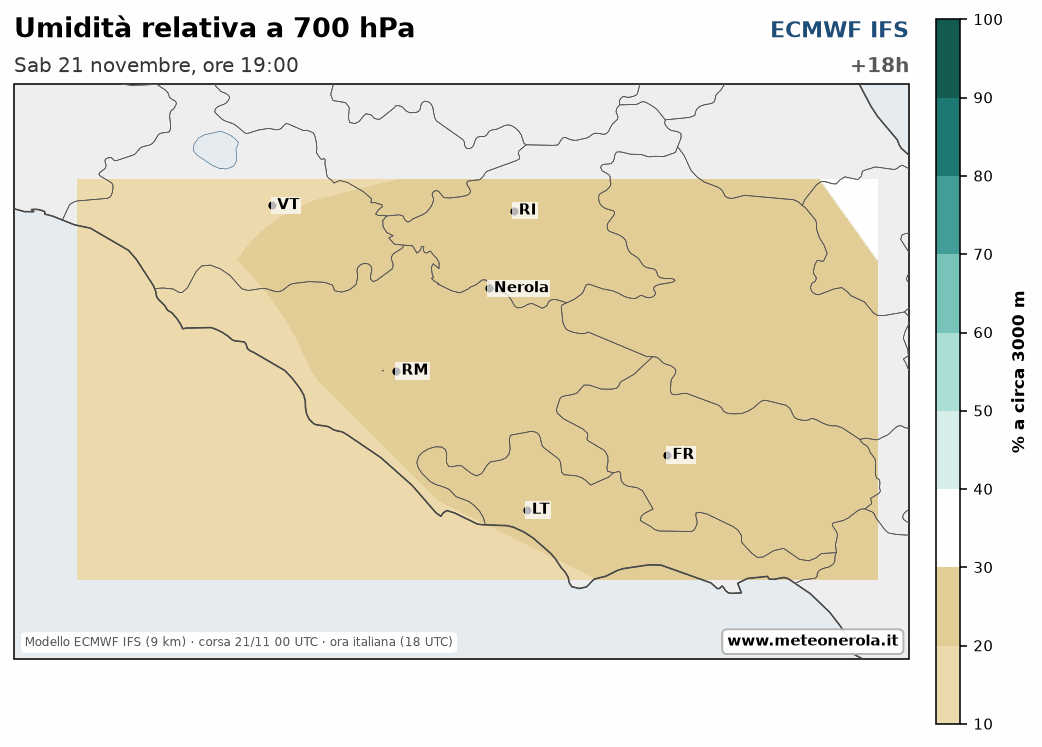 Umidità relativa a 700 hPa
ECMWF IFS
Sab 21 novembre, ore 19:00
+18h
100
90
80
70
60
50
40
30
20
10
% a circa 3000 m
VT
RI
Nerola
RM
FR
LT
Modello ECMWF IFS (9 km) · corsa 21/11 00 UTC · ora italiana (18 UTC)
www.meteonerola.it